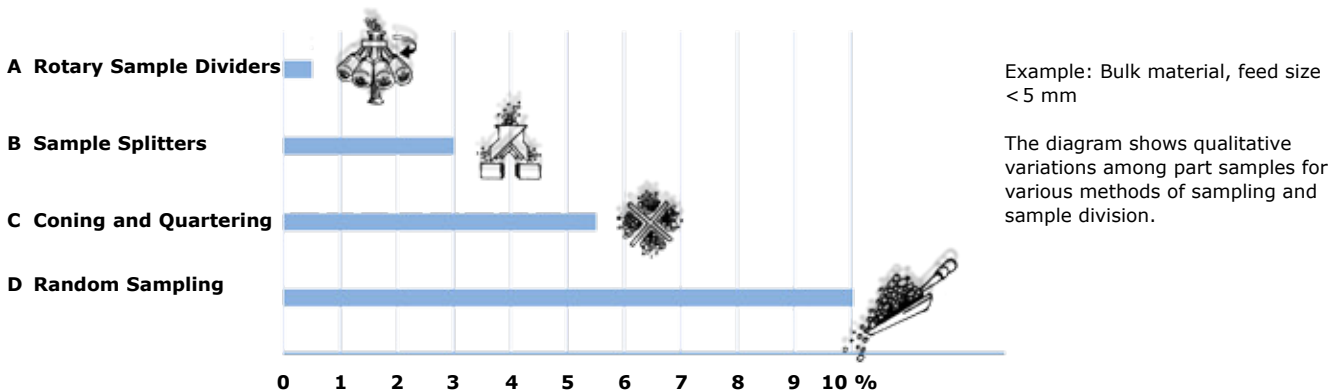 A Rotary Sample Dividers
B Sample Splitters
C Coning and Quartering
D Random Sampling
0 1 2 3 4 5 6 7 8 9 10 %
Example: Bulk material, feed size
< 5 mm
The diagram shows qualitative
variations among part samples for
various methods of sampling and
sample division.